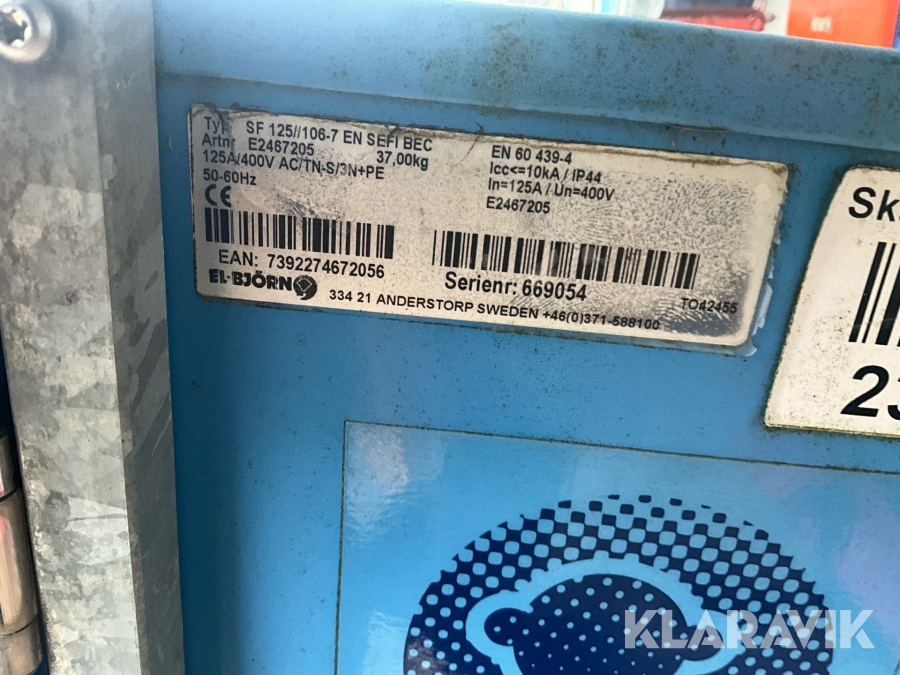 Typ SF 125//106-7 EN SEFI BEC
Artnr E2467205 37,00kg
125A/400V AC/TN-S/3N+PE
50-60Hz
CE
EN 60 439-4
Icc<=10kA / IP44
In=125A / Un=400V
E2467205
EAN: 7392274672056
Serienr: 669054
EL-BJÖRN
334 21 ANDERSTORP SWEDEN +46(0)371-588100
TO42455
Sk
23
KLARAVIK